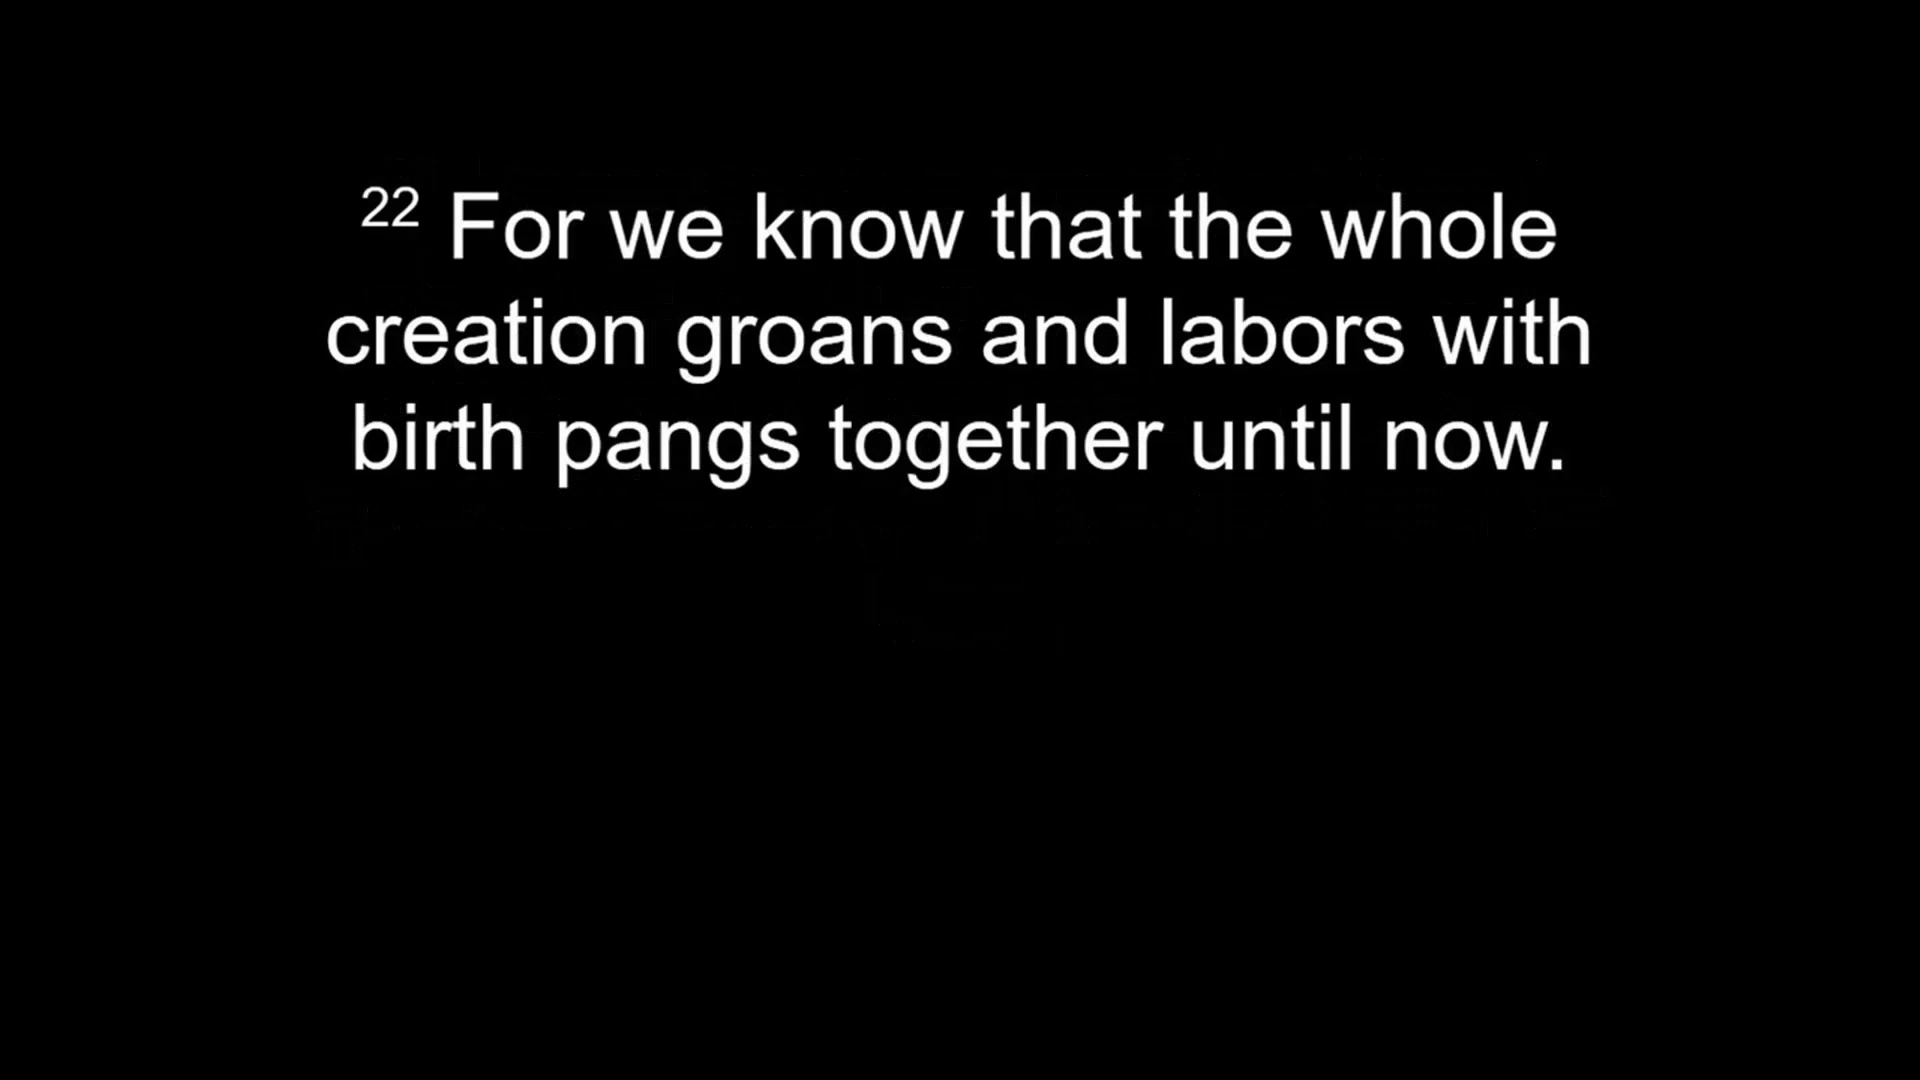 22 For we know that the whole
creation groans and labors with
birth pangs together until now.